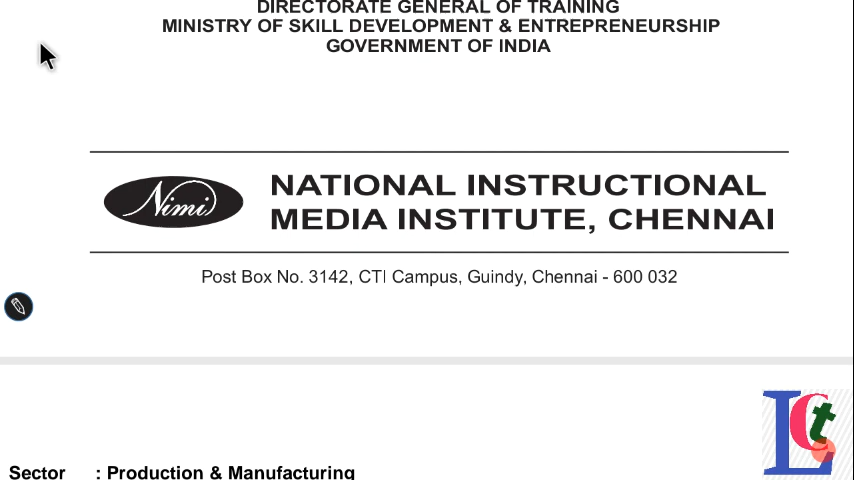 DIRECTORATE GENERAL OF TRAINING
MINISTRY OF SKILL DEVELOPMENT & ENTREPRENEURSHIP
GOVERNMENT OF INDIA
Nimi
NATIONAL INSTRUCTIONAL
MEDIA INSTITUTE, CHENNAI
Post Box No. 3142, CTI Campus, Guindy, Chennai - 600 032
LCt
Sector : Production & Manufacturing